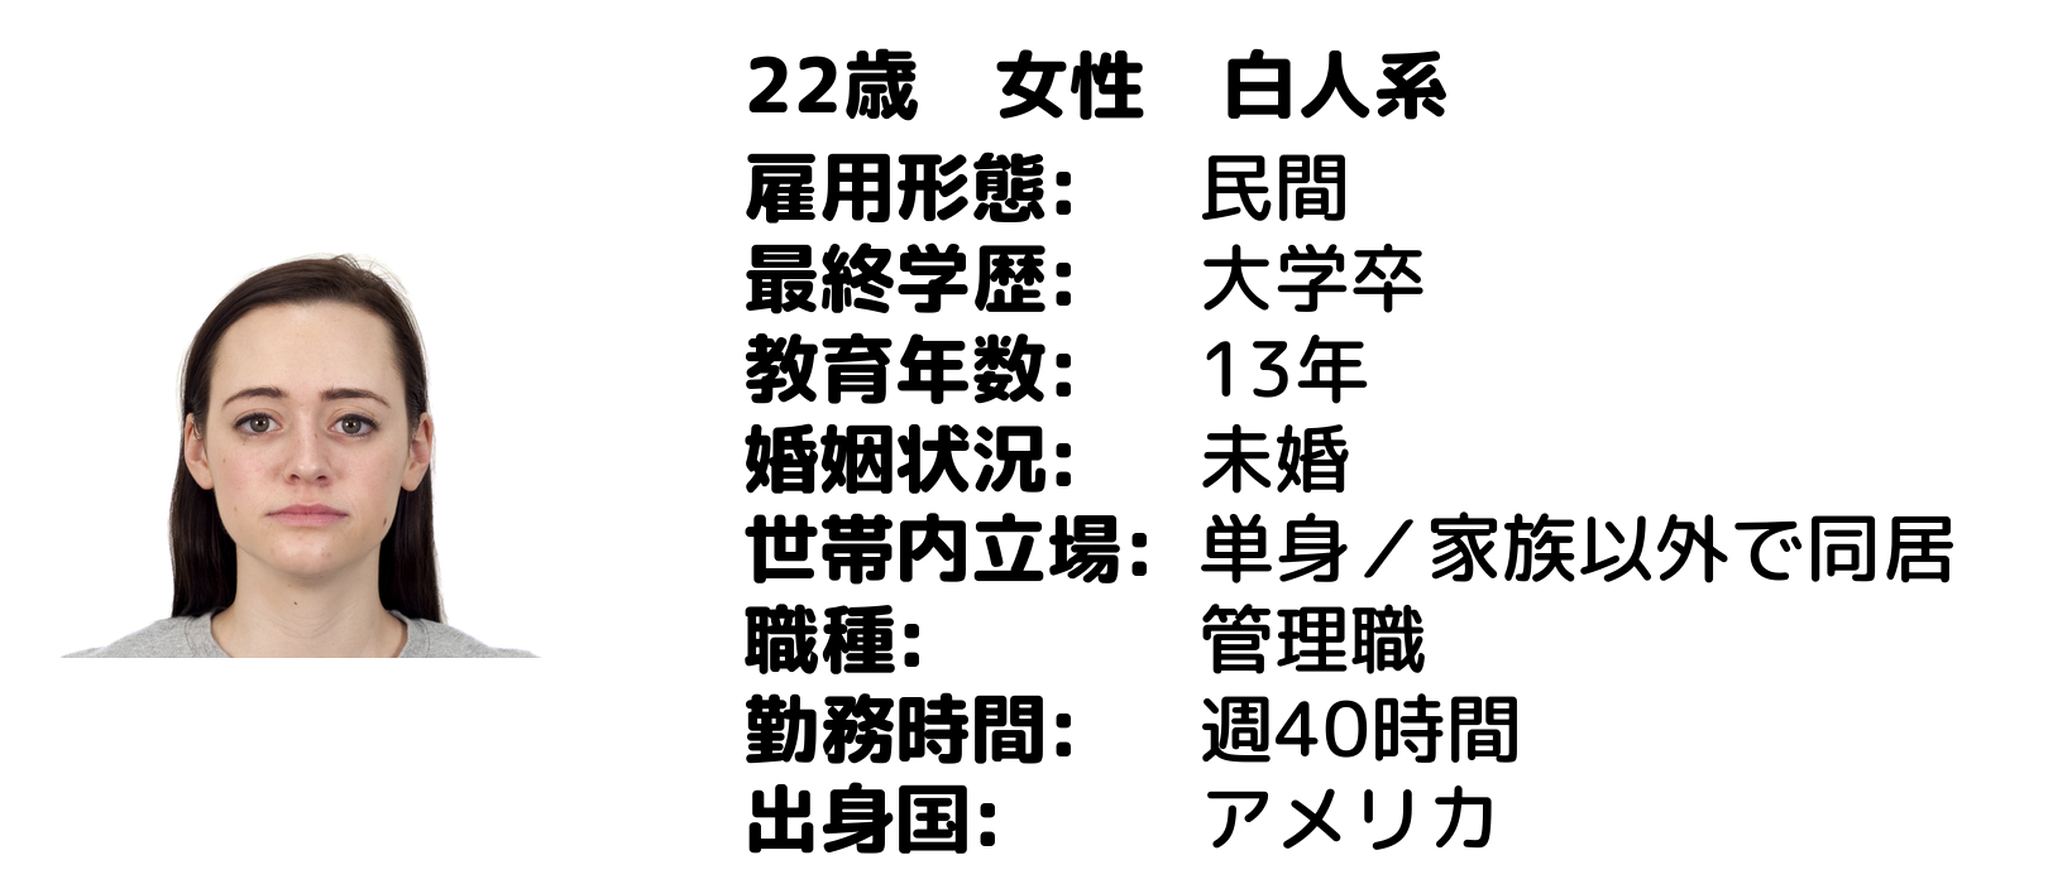 22歳　女性　白人系
雇用形態: 民間
最終学歴: 大学卒
教育年数: 13年
婚姻状況: 未婚
世帯内立場: 単身／家族以外で同居
職種: 管理職
勤務時間: 週40時間
出身国: アメリカ